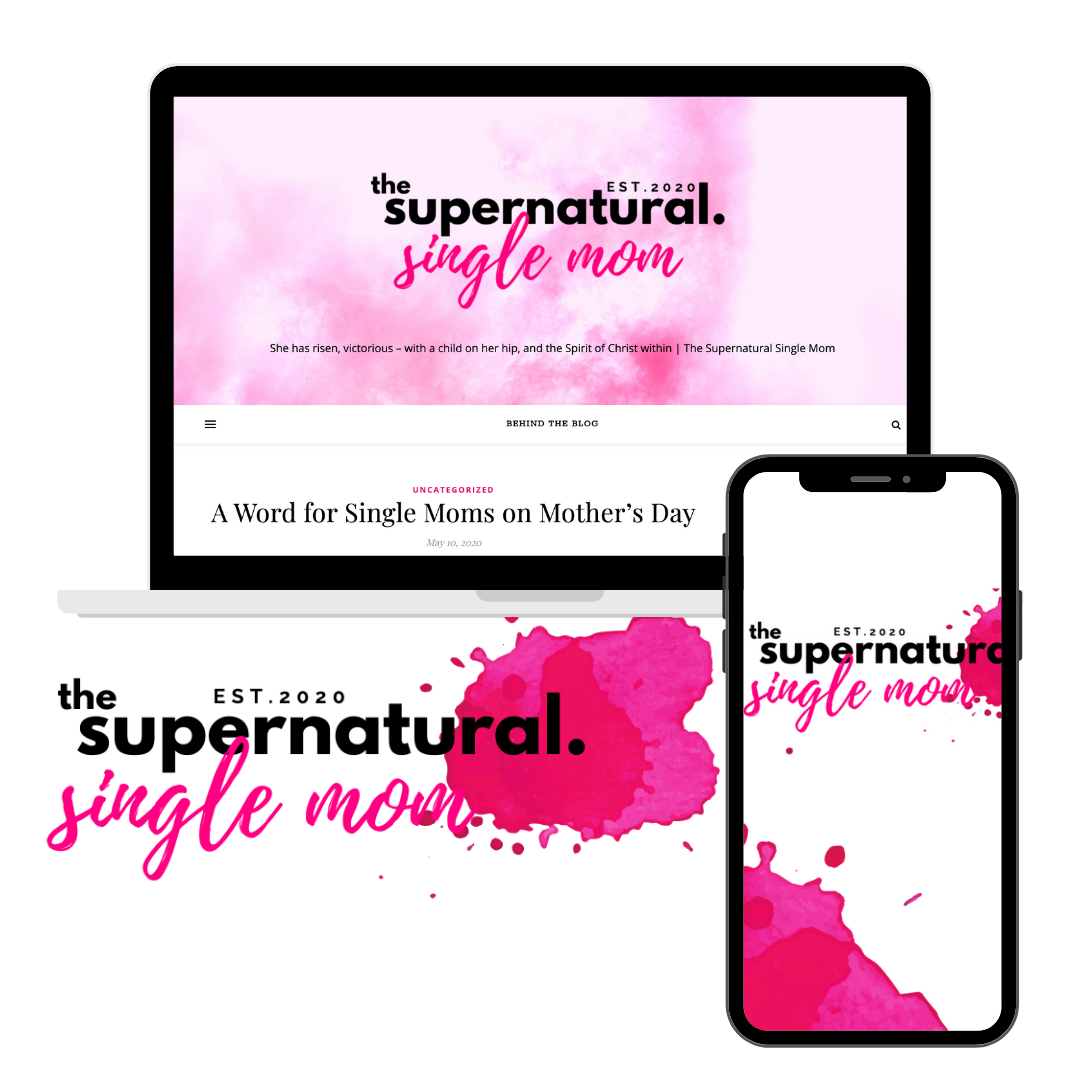 the
EST.2020
supernatural.
single mom
She has risen, victorious – with a child on her hip, and the Spirit of Christ within | The Supernatural Single Mom
BEHIND THE BLOG
UNCATEGORIZED
A Word for Single Moms on Mother’s Day
May 10, 2020
the
EST.2020
supernatural.
single mom
the
EST.2020
supernatura
single mom